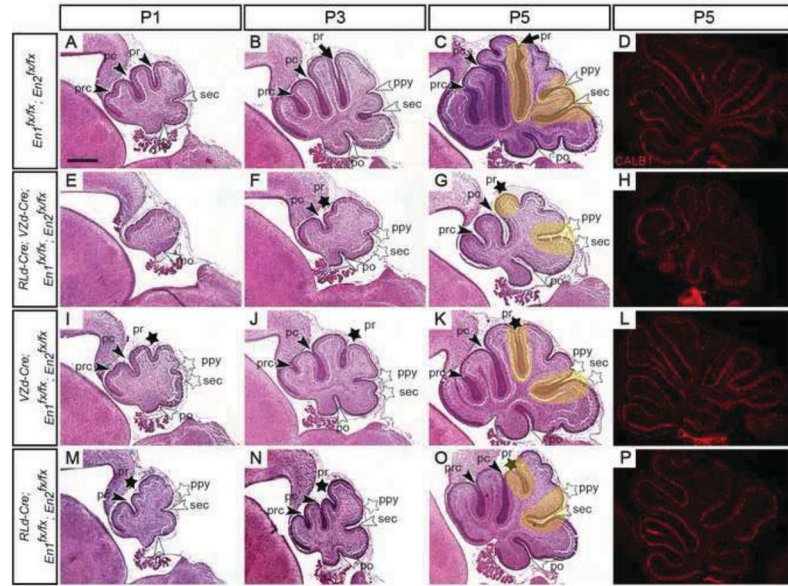 P1 P3 P5 P5
En1fx/fx; En2fx/fx
A pr pc prc sec
B pr pc prc ppy sec po
C pr pc prc ppy sec po
D CALB1
RLd-Cre; VZd-Cre;
En1fx/fx; En2fx/fx
E po
F pr pc ppy sec po
G pr pc prc ppy sec po
H
VZd-Cre;
En1fx/fx; En2fx/fx
I pr pc prc ppy sec po
J pr pc prc ppy sec po
K pr pc prc ppy sec po
L
RLd-Cre;
En1fx/fx; En2fx/fx
M pr pc ppy sec
N pc prc ppy sec
O pr pc prc ppy sec po
P